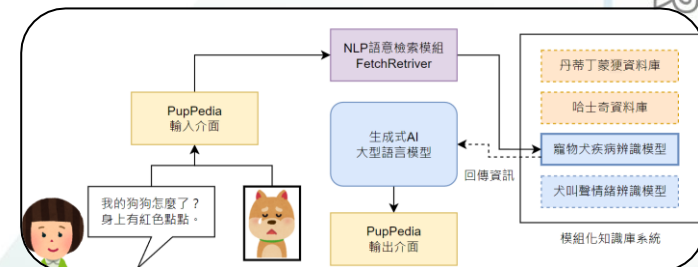 NLP語意檢索模組
FetchRetriver
丹蒂丁蒙㹴資料庫
哈士奇資料庫
PupPedia
輸入介面
生成式AI
大型語言模型
寵物犬疾病辨識模型
回傳資訊
犬叫聲情緒辨識模型
我的狗狗怎麼了？
身上有紅色點點。
PupPedia
輸出介面
模組化知識庫系統